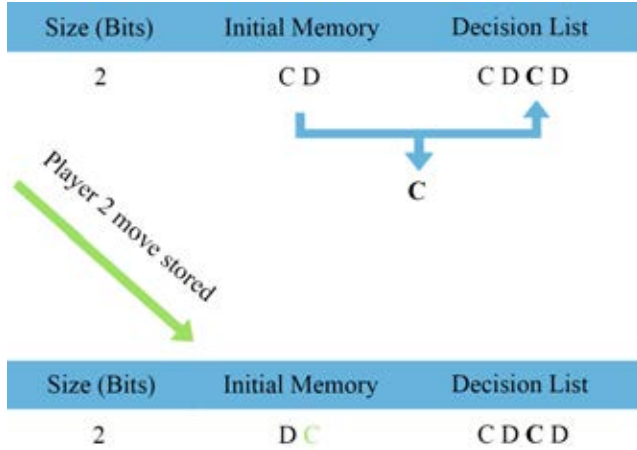 Size (Bits) Initial Memory Decision List
2 C D C D C D
C
Player 2 move stored
Size (Bits) Initial Memory Decision List
2 D C C D C D